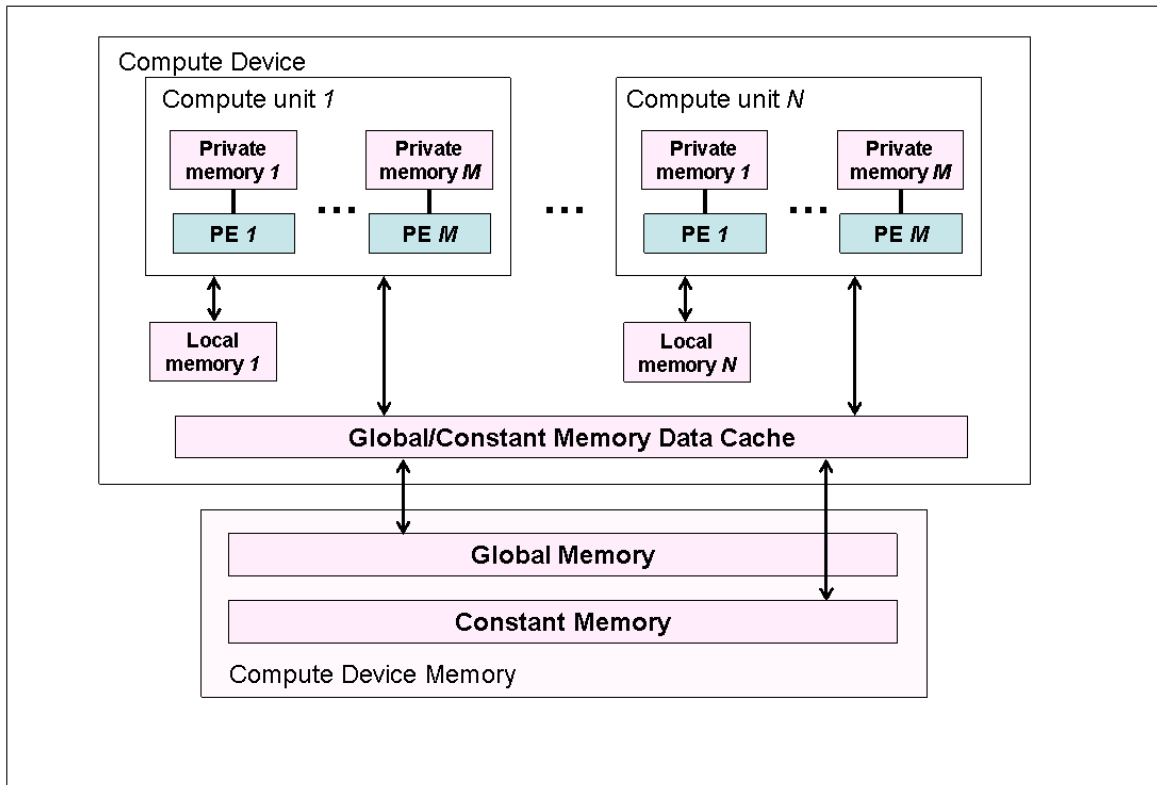 Compute Device
Compute unit 1
Compute unit N
Private
memory 1
Private
memory M
Private
memory 1
Private
memory M
...
...
...
PE 1
PE M
PE 1
PE M
Local
memory 1
Local
memory N
Global/Constant Memory Data Cache
Global Memory
Constant Memory
Compute Device Memory